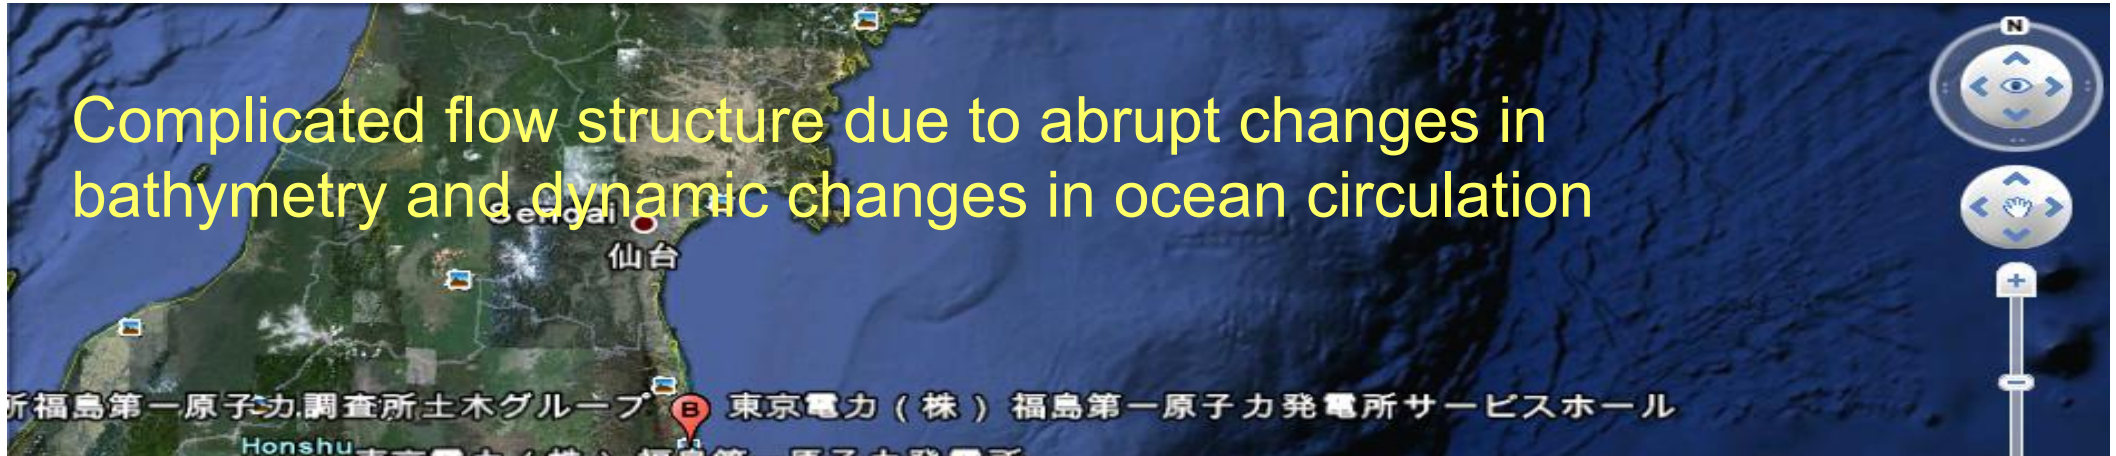 N
Complicated flow structure due to abrupt changes in
bathymetry and dynamic changes in ocean circulation
Sendai
仙台
所福島第一原子力調査所土木グループ B 東京電力(株)福島第一原子力発電所サービスホール
Honshu